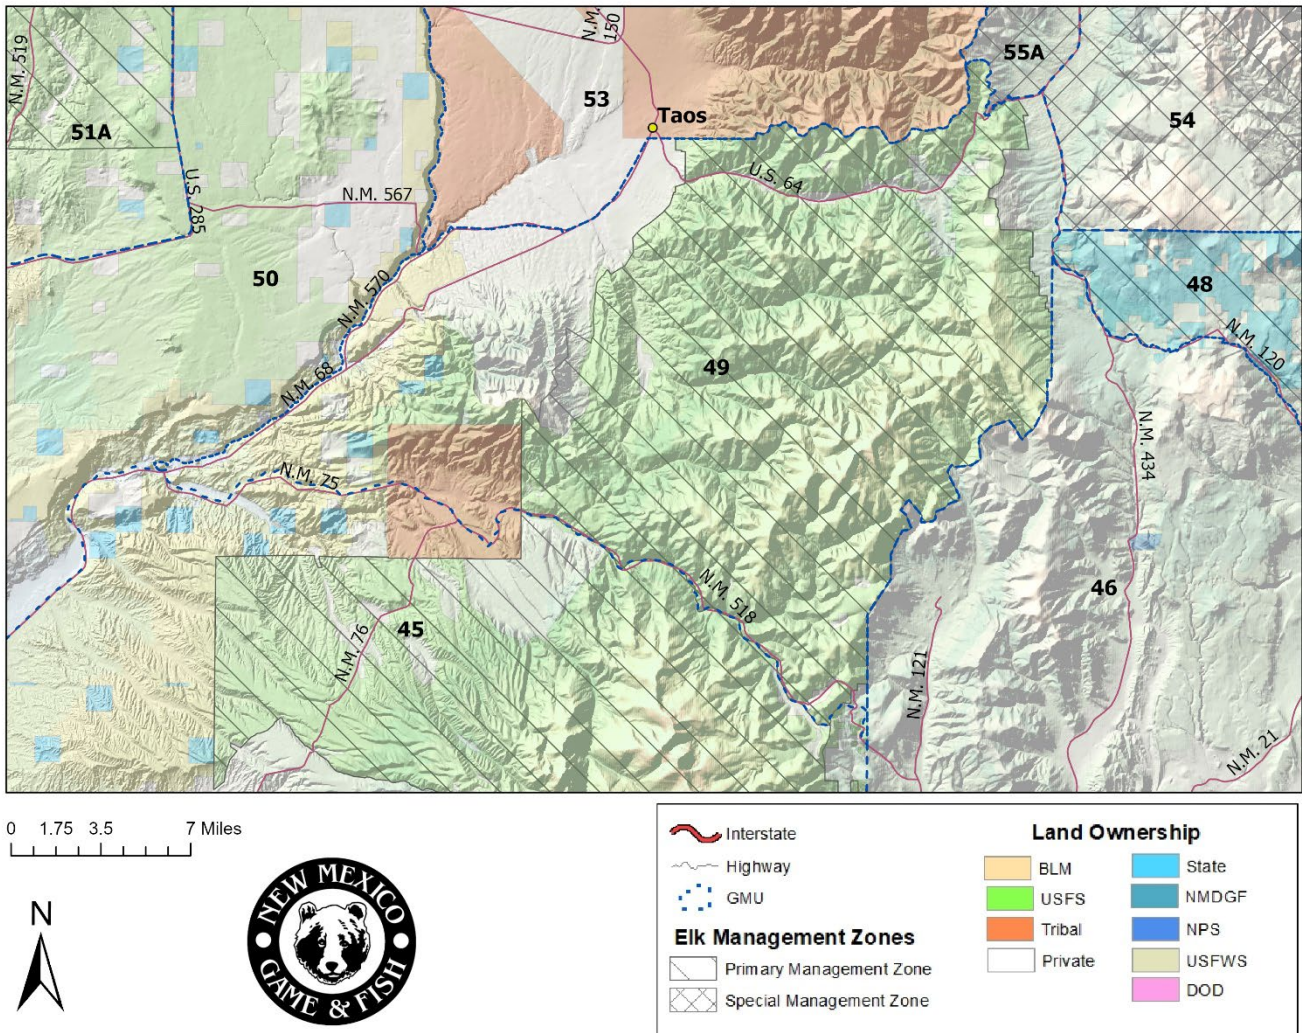 N.M. 519
N.M.
150
55A
53
54
51A
Taos
U.S. 64
N.M. 567
U.S. 285
50
N.M. 570
48
N.M. 120
49
N.M. 68
N.M. 434
N.M. 75
N.M. 518
46
45
N.M. 76
N.M. 121
N.M. 21
0 1.75 3.5 7 Miles
N
NEW MEXICO
GAME & FISH
Interstate
Highway
GMU
Elk Management Zones
Primary Management Zone
Special Management Zone
Land Ownership
BLM
USFS
Tribal
Private
State
NMDGF
NPS
USFWS
DOD